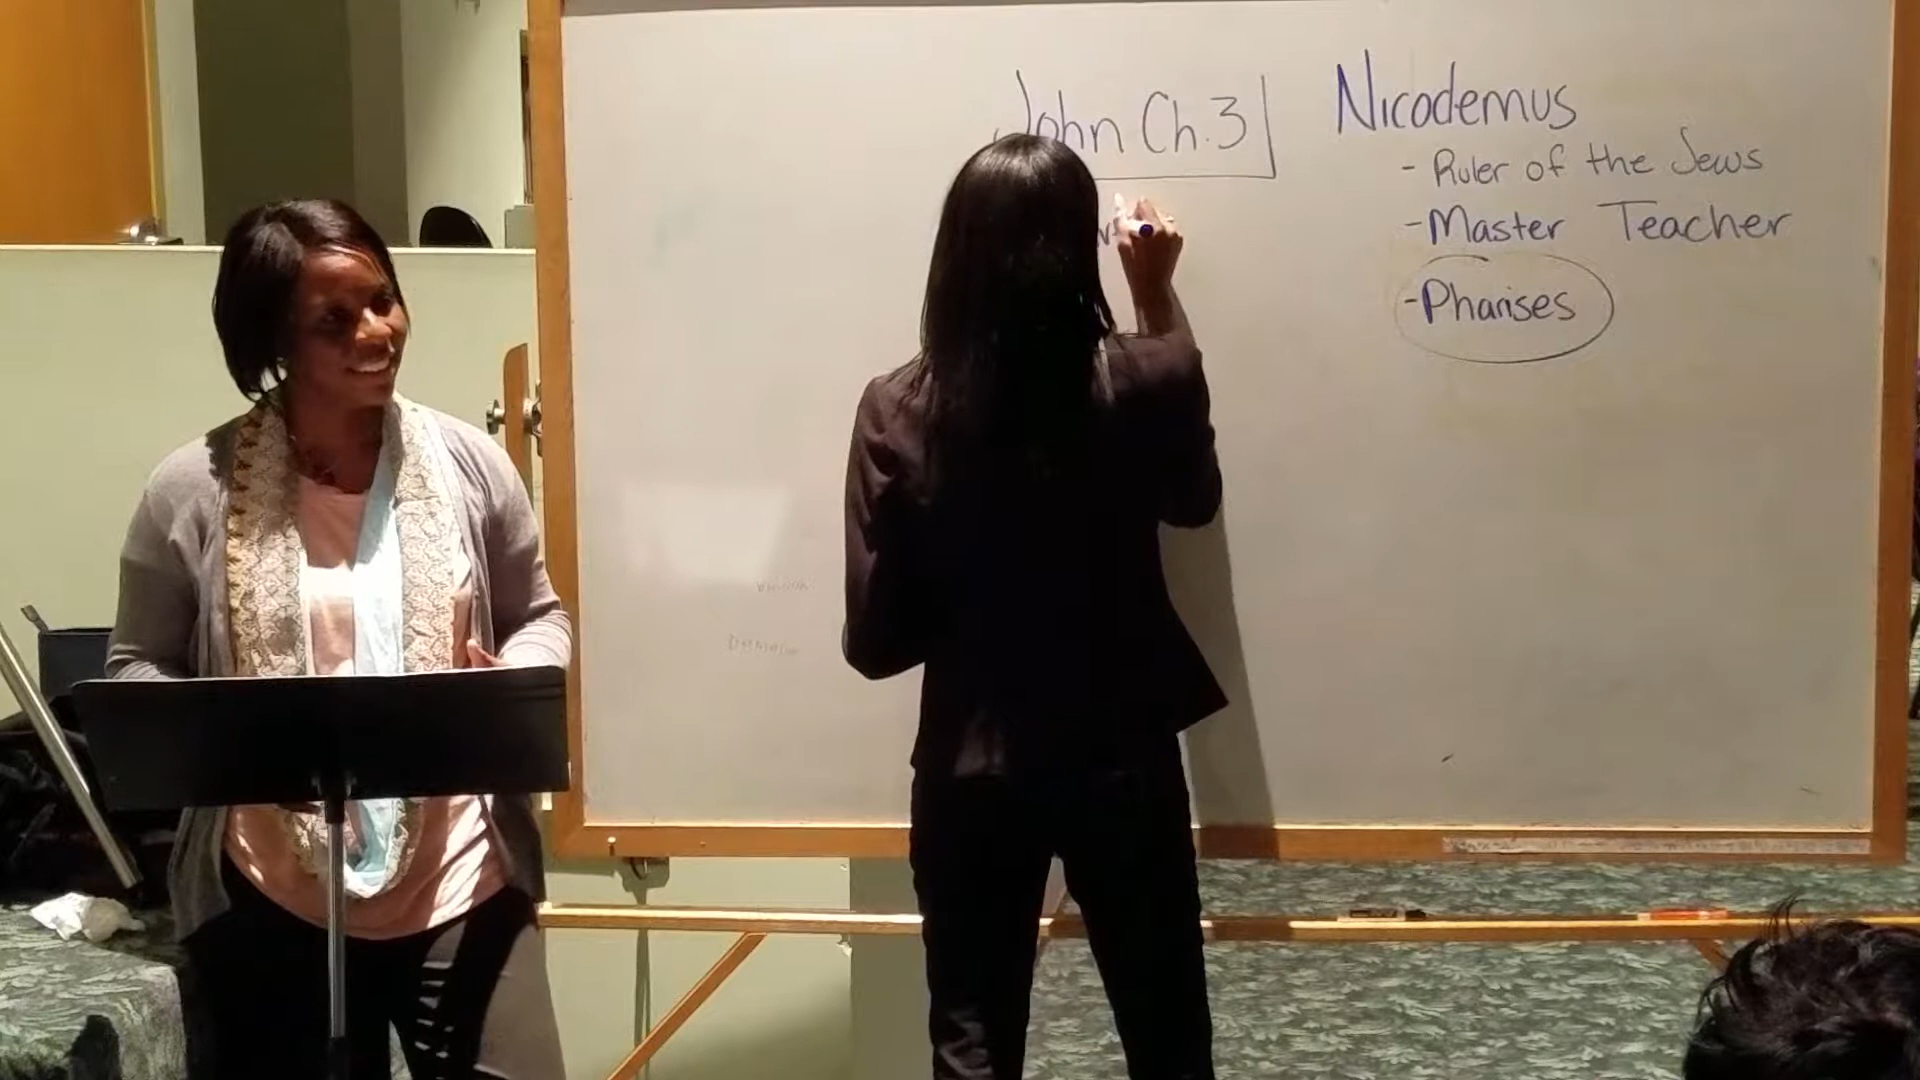 John Ch.3
Nicodemus
- Ruler of the Jews
- Master Teacher
- Pharises